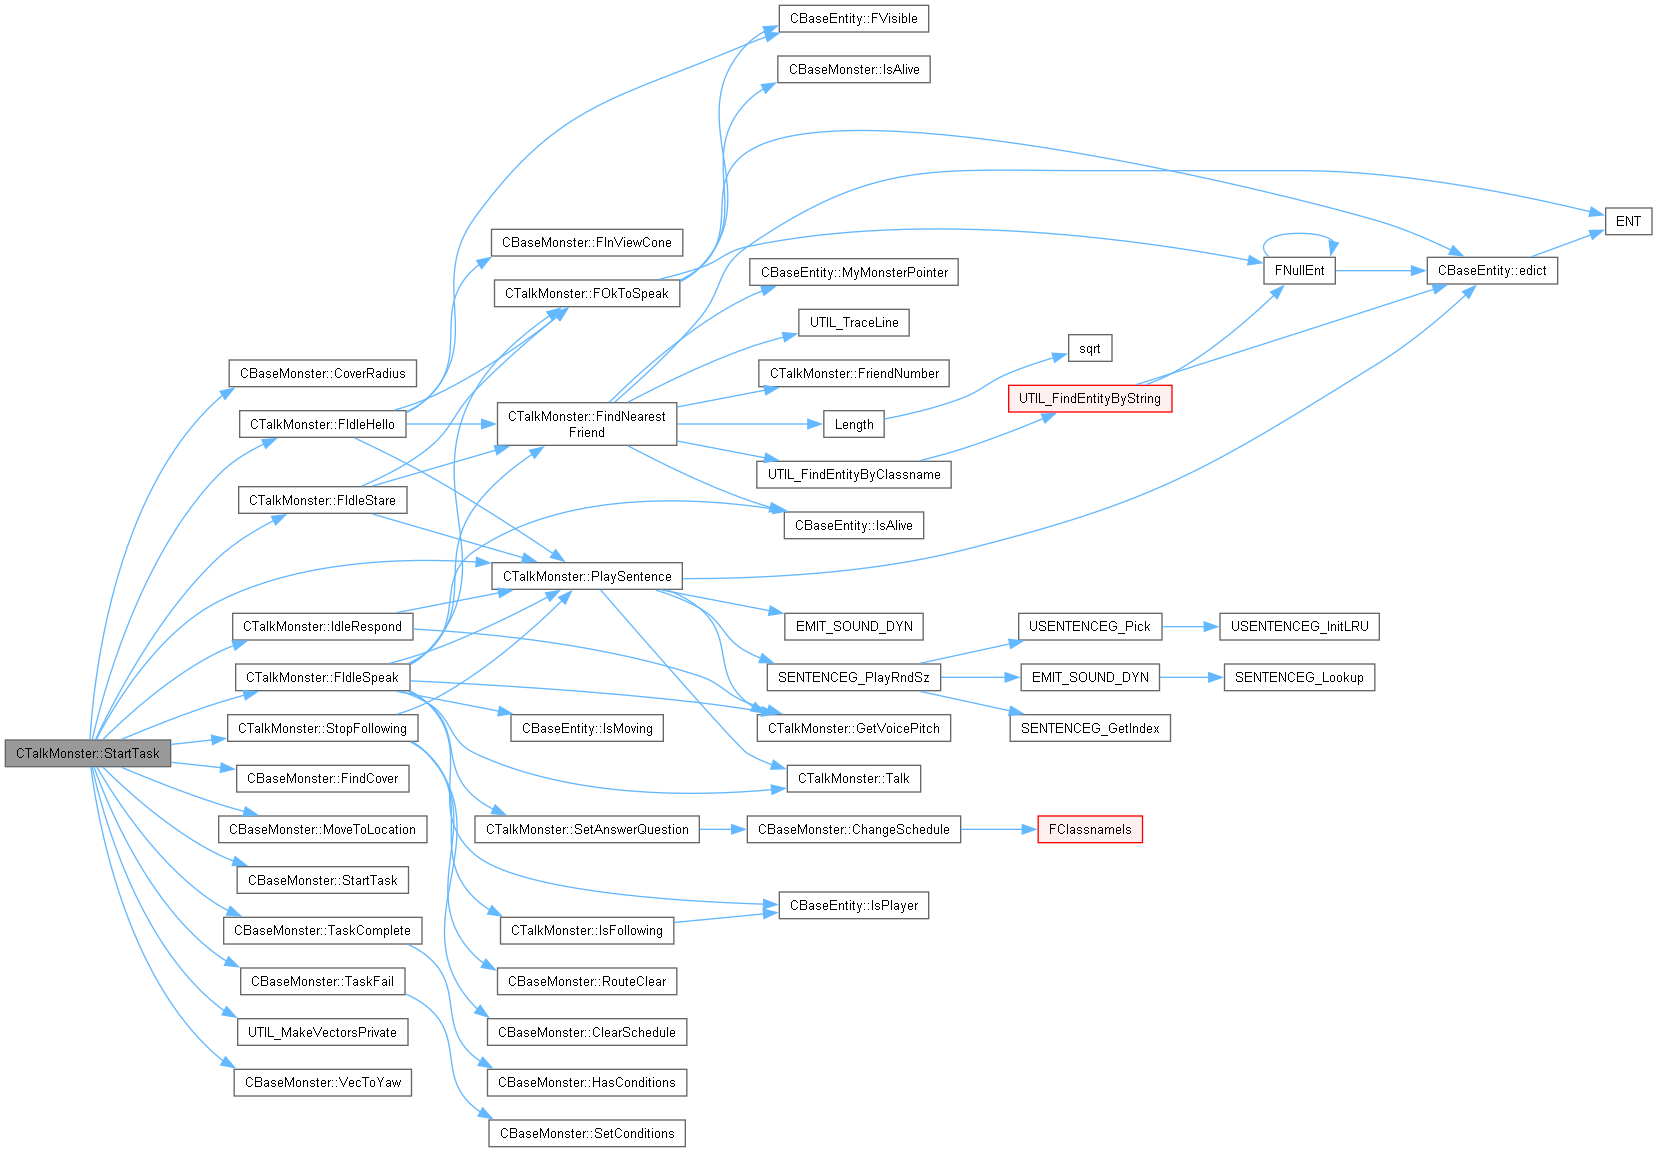 CBaseEntity::FVisible
CBaseMonster::IsAlive
ENT
CBaseMonster::FInViewCone
CBaseEntity::MyMonsterPointer
FNullEnt
CBaseEntity::edict
CTalkMonster::FOkToSpeak
UTIL_TraceLine
sqrt
CBaseMonster::CoverRadius
CTalkMonster::FriendNumber
UTIL_FindEntityByString
CTalkMonster::FIdleHello
CTalkMonster::FindNearest
Friend
Length
UTIL_FindEntityByClassname
CTalkMonster::FIdleStare
CBaseEntity::IsAlive
CTalkMonster::PlaySentence
CTalkMonster::IdleRespond
EMIT_SOUND_DYN
USENTENCEG_Pick
USENTENCEG_InitLRU
CTalkMonster::FIdleSpeak
SENTENCEG_PlayRndSz
EMIT_SOUND_DYN
SENTENCEG_Lookup
CTalkMonster::StopFollowing
CBaseEntity::IsMoving
CTalkMonster::GetVoicePitch
SENTENCEG_GetIndex
CTalkMonster::StartTask
CBaseMonster::FindCover
CTalkMonster::Talk
CBaseMonster::MoveToLocation
CTalkMonster::SetAnswerQuestion
CBaseMonster::ChangeSchedule
FClassnameIs
CBaseMonster::StartTask
CBaseEntity::IsPlayer
CBaseMonster::TaskComplete
CTalkMonster::IsFollowing
CBaseMonster::TaskFail
CBaseMonster::RouteClear
UTIL_MakeVectorsPrivate
CBaseMonster::ClearSchedule
CBaseMonster::VecToYaw
CBaseMonster::HasConditions
CBaseMonster::SetConditions